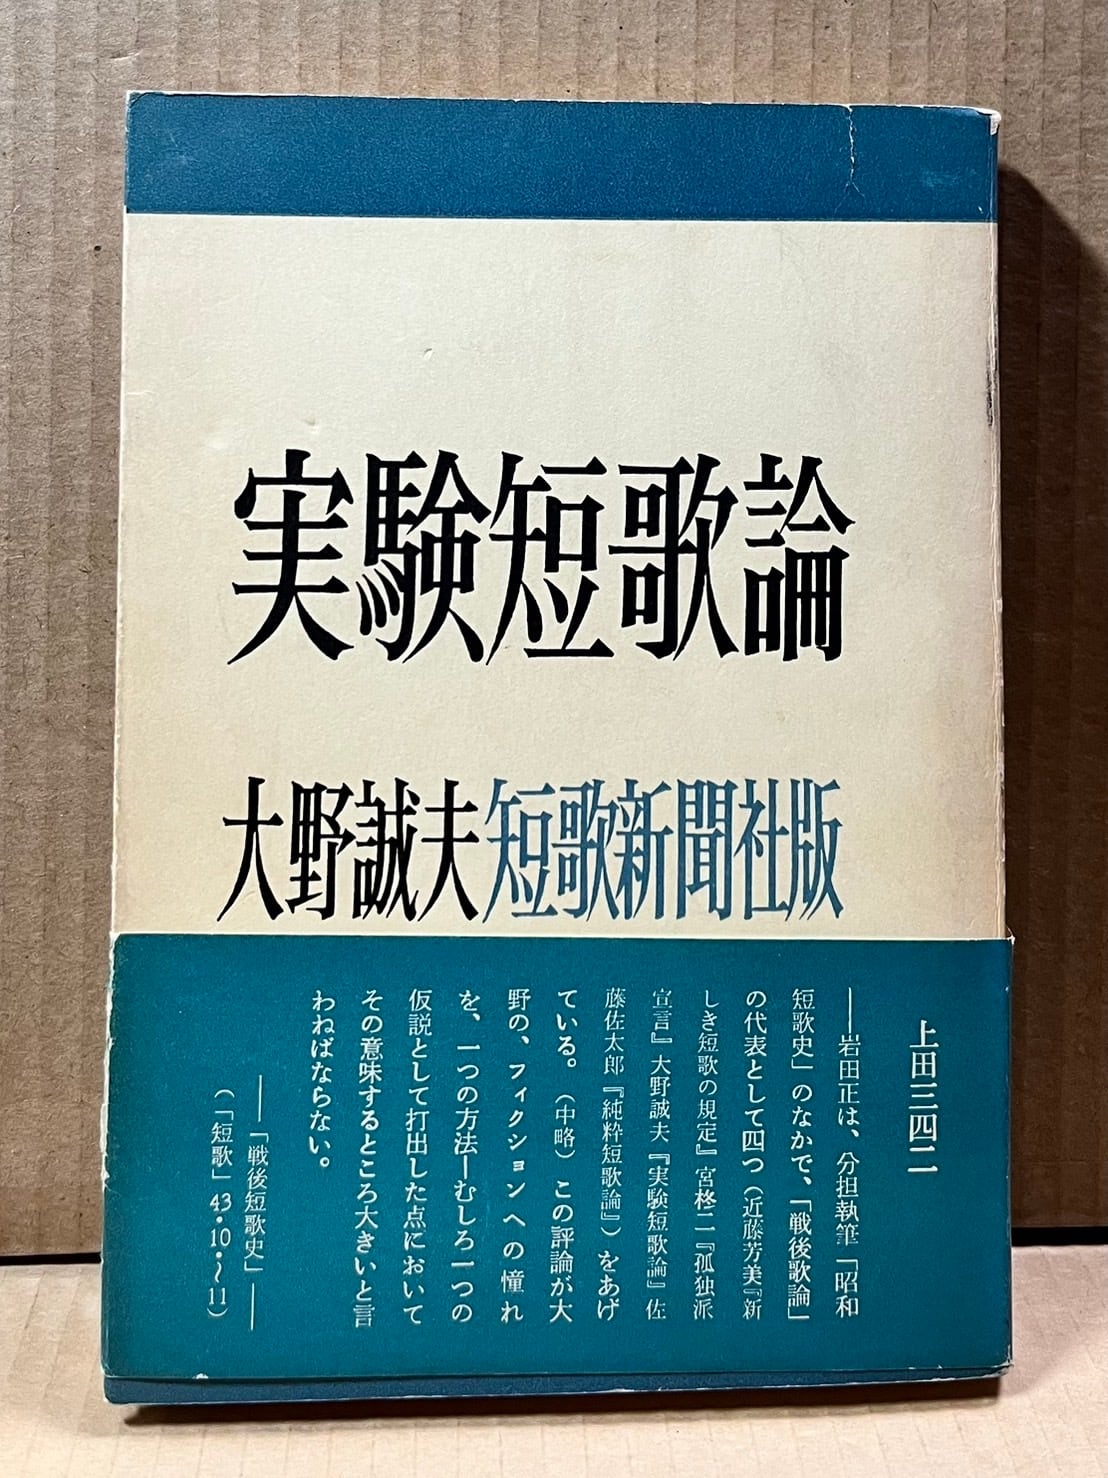 実験短歌論
大野誠夫 短歌新聞社版
上田三四二
――岩田正は、分担執筆「昭和
短歌史」のなかで、「戦後歌論」
の代表として四つ（近藤芳美『新
しき短歌の規定』宮柊二『孤独派
宣言』大野誠夫『実験短歌論』佐
藤佐太郎『純粋短歌論』）をあげ
ている。（中略）この評論が大
野の、フィクションへの憧れ
を、一つの方法―むしろ一つの
仮説として打出した点において
その意味するところ大きいと言
わねばならない。
――「戦後短歌史」――
（「短歌」43・10・～11）